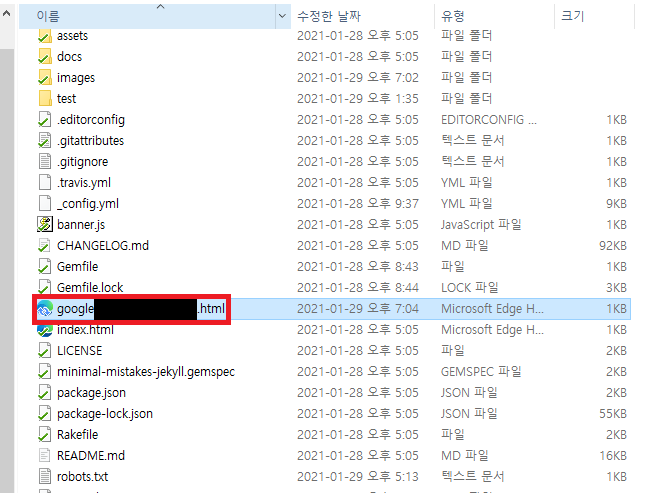 이름 수정한 날짜 유형 크기
assets 2021-01-28 오후 5:05 파일 폴더
docs 2021-01-28 오후 5:05 파일 폴더
images 2021-01-29 오후 7:02 파일 폴더
test 2021-01-29 오후 1:35 파일 폴더
.editorconfig 2021-01-28 오후 5:05 EDITORCONFIG ... 1KB
.gitattributes 2021-01-28 오후 5:05 텍스트 문서 1KB
.gitignore 2021-01-28 오후 5:05 텍스트 문서 1KB
.travis.yml 2021-01-28 오후 5:05 YML 파일 1KB
_config.yml 2021-01-28 오후 9:37 YML 파일 9KB
banner.js 2021-01-28 오후 5:05 JavaScript 파일 1KB
CHANGELOG.md 2021-01-28 오후 5:05 MD 파일 92KB
Gemfile 2021-01-28 오후 8:43 파일 1KB
Gemfile.lock 2021-01-28 오후 8:44 LOCK 파일 3KB
google .html 2021-01-29 오후 7:04 Microsoft Edge H... 1KB
index.html 2021-01-28 오후 5:05 Microsoft Edge H... 1KB
LICENSE 2021-01-28 오후 5:05 파일 2KB
minimal-mistakes-jekyll.gemspec 2021-01-28 오후 5:05 GEMSPEC 파일 2KB
package.json 2021-01-28 오후 5:05 JSON 파일 2KB
package-lock.json 2021-01-28 오후 5:05 JSON 파일 55KB
Rakefile 2021-01-28 오후 5:05 파일 2KB
README.md 2021-01-28 오후 5:05 MD 파일 16KB
robots.txt 2021-01-29 오후 5:13 텍스트 문서 1KB